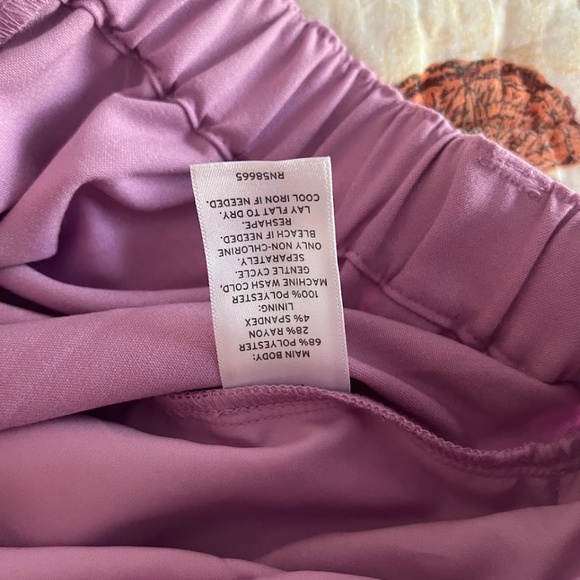 MAIN BODY:
68% POLYESTER
28% RAYON
4% SPANDEX
LINING:
100% POLYESTER
MACHINE WASH COLD,
GENTLE CYCLE.
SEPARATELY.
ONLY NON-CHLORINE
BLEACH IF NEEDED.
RESHAPE.
LAY FLAT TO DRY.
COOL IRON IF NEEDED.
RN58665